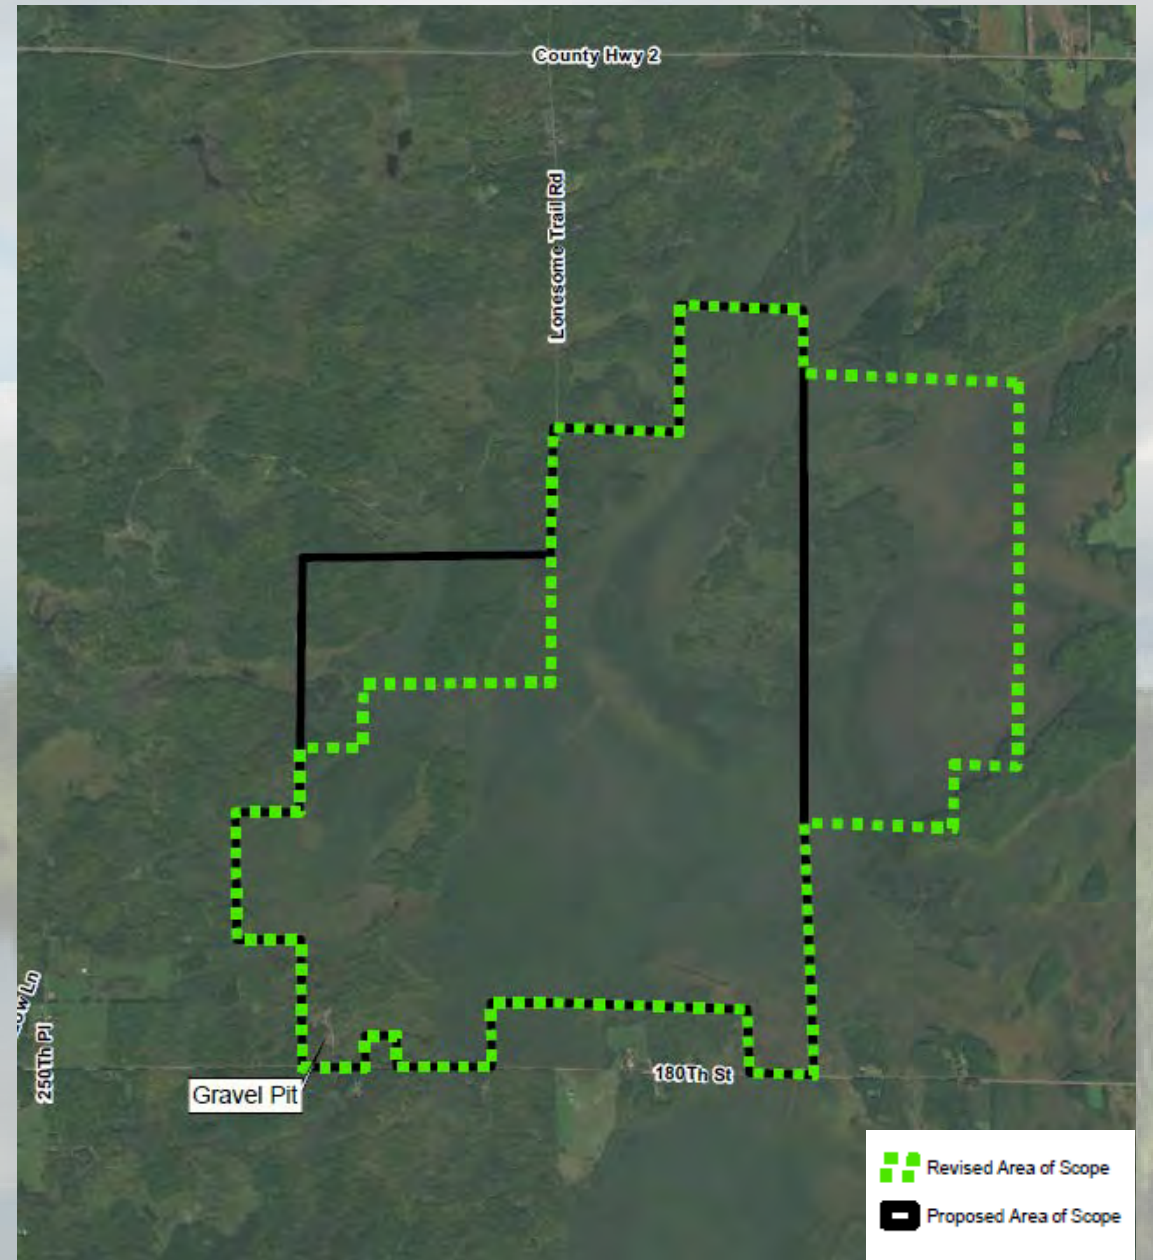 County Hwy 2
Lonesome Trail Rd
250Th Pl
Gravel Pit
180Th St
Revised Area of Scope
Proposed Area of Scope